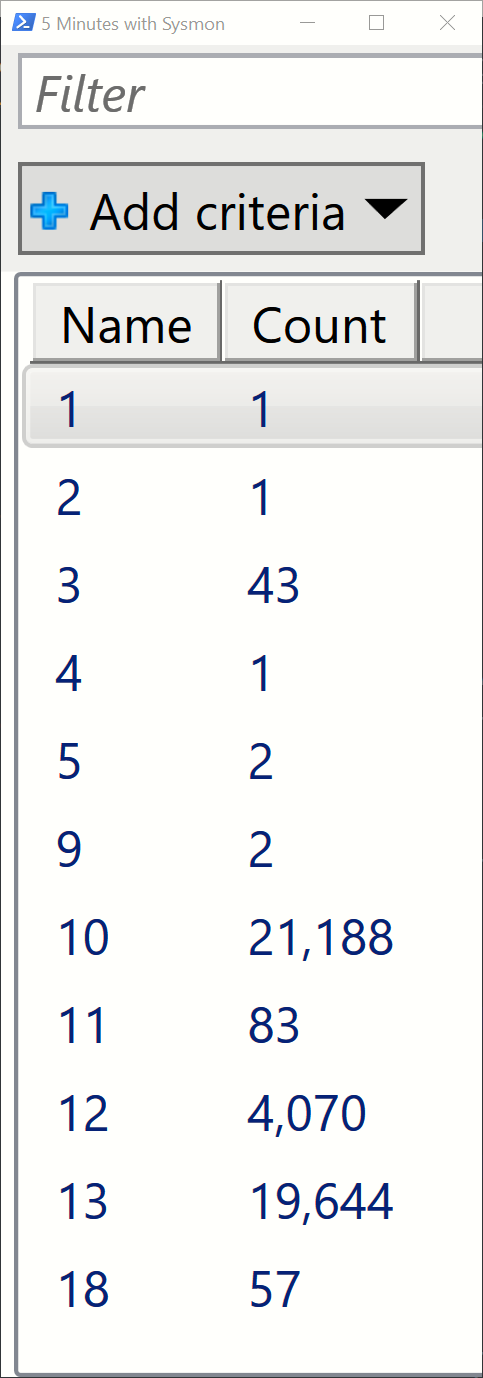 5 Minutes with Sysmon
Filter
Add criteria
Name Count
1 1
2 1
3 43
4 1
5 2
9 2
10 21,188
11 83
12 4,070
13 19,644
18 57